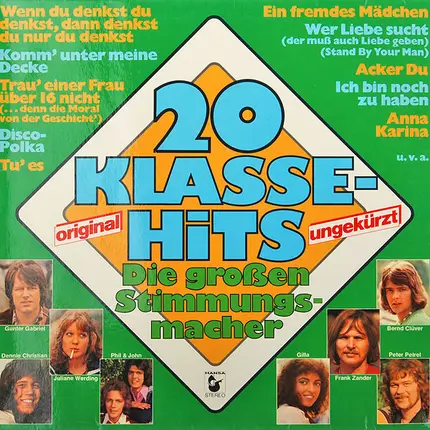 Wenn du denkst du
denkst, dann denkst
du nur du denkst
Komm' unter meine
Decke
Trau' einer Frau
über 16 nicht
(...denn die Moral
von der Geschicht')
Disco-
Polka
Tu' es
Ein fremdes Mädchen
Wer Liebe sucht
(der muß auch Liebe geben)
(Stand By Your Man)
Acker Du
Ich bin noch
zu haben
Anna
Karina
u.v.a.
20
KLASSE-
HiTS
original
ungekürzt
Die großen
Stimmungs-
macher
Gunter Gabriel
Dennie Christian
Juliane Werding
Phil & John
Bernd Clüver
Gilla
Frank Zander
Peter Petrel
HANSA
STEREO